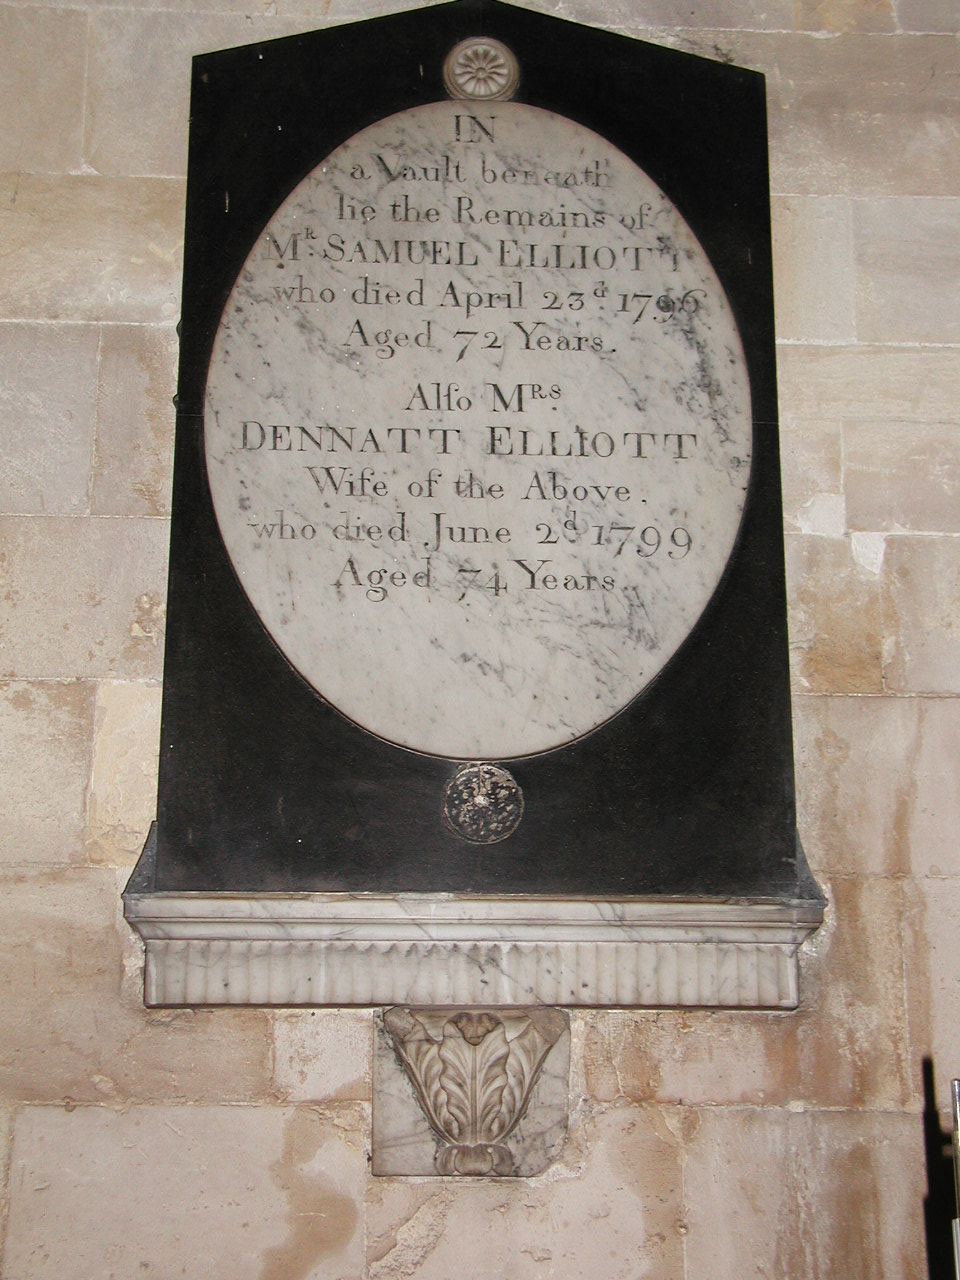 IN
a Vault beneath
lie the Remains of
Mʳ. SAMUEL ELLIOTT
who died April 23ᵈ 1796
Aged 72 Years.
Alſo Mʳˢ.
DENNATT ELLIOTT
Wife of the Above.
who died June 2ᵈ 1799
Aged 74 Years